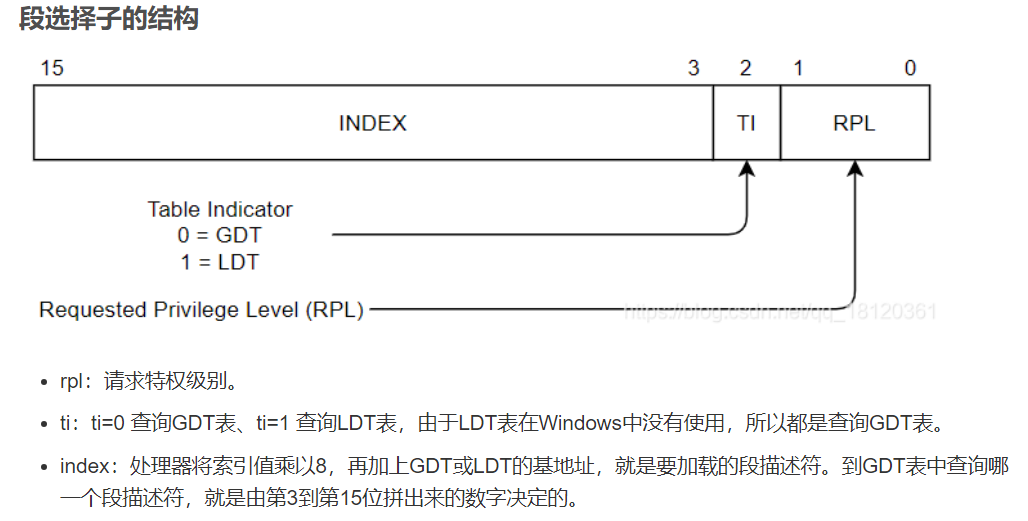 段选择子的结构
15 3 2 1 0
INDEX TI RPL
Table Indicator
0 = GDT
1 = LDT
Requested Privilege Level (RPL)
https://blog.csdn.net/qq_18120361
rpl：请求特权级别。
ti：ti=0 查询GDT表、ti=1 查询LDT表，由于LDT表在Windows中没有使用，所以都是查询GDT表。
index：处理器将索引值乘以8，再加上GDT或LDT的基地址，就是要加载的段描述符。到GDT表中查询哪
一个段描述符，就是由第3到第15位拼出来的数字决定的。